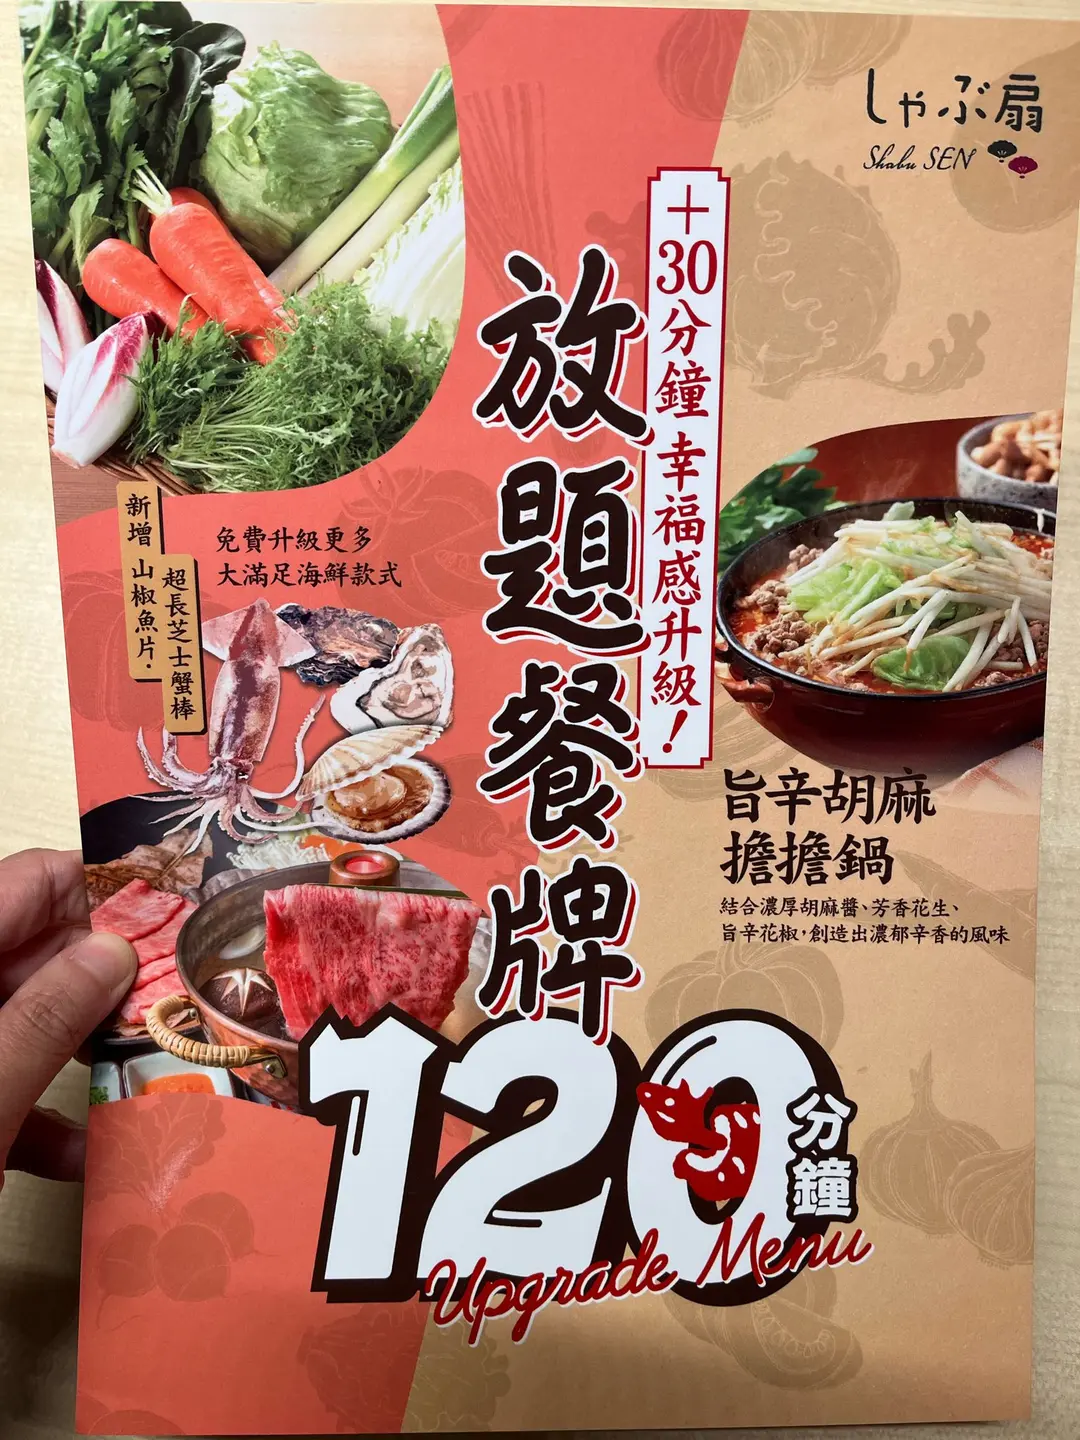 しゃぶ扇
Shabu SEN
＋30分鐘 幸福感升級！
放題餐牌
新增 山椒魚片・
超長芝士蟹棒
免費升級更多
大滿足海鮮款式
旨辛胡麻
擔擔鍋
結合濃厚胡麻醬、芳香花生、
旨辛花椒，創造出濃郁辛香的風味
120分鐘
Upgrade Menu